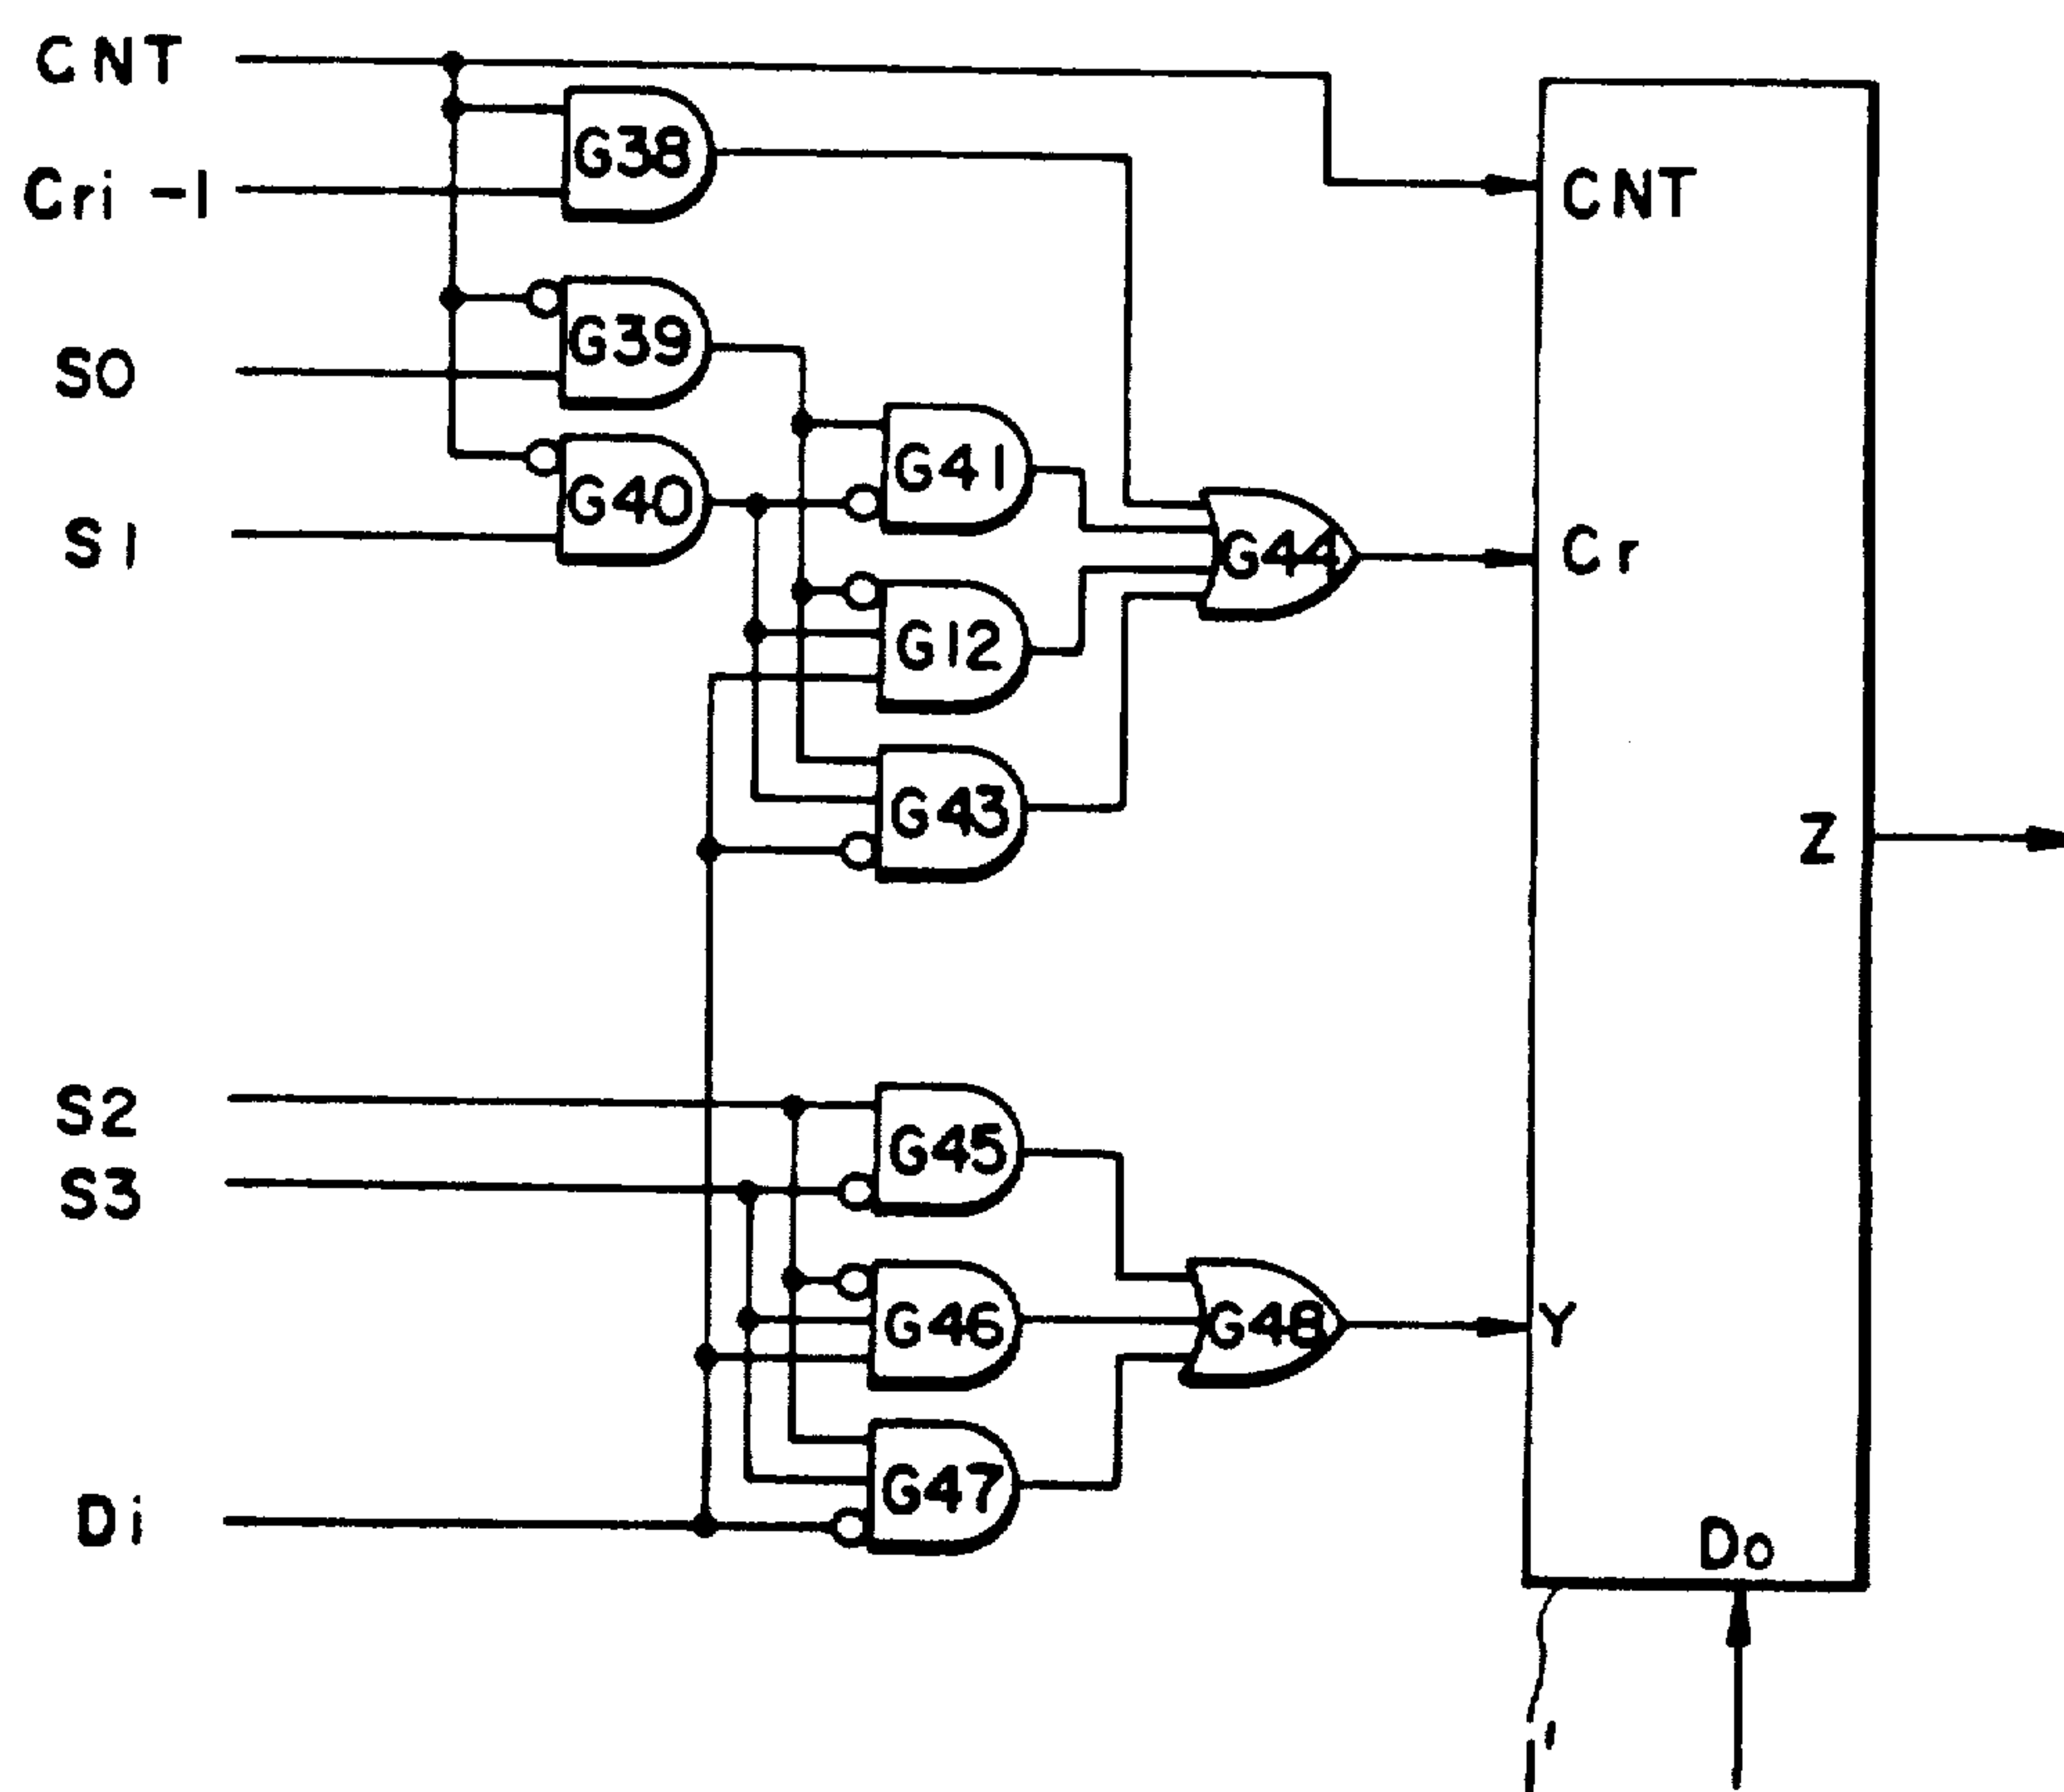 CNT
G38
Cri -1
CNT
G39
S0
G41
G40
S1
G44
Cr
G12
G43
Z
S2
G45
S3
G46
G48
Y
G47
Di
Do